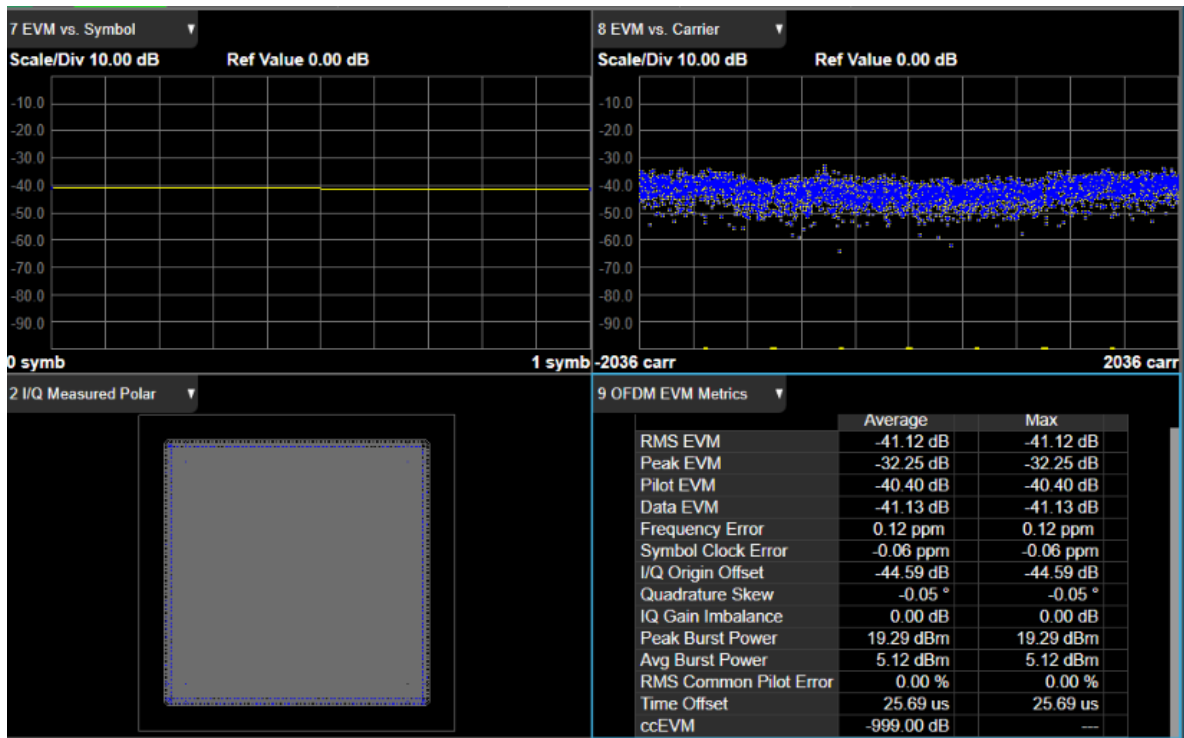 7 EVM vs. Symbol ▼
Scale/Div 10.00 dB Ref Value 0.00 dB
-10.0
-20.0
-30.0
-40.0
-50.0
-60.0
-70.0
-80.0
-90.0
0 symb 1 symb
8 EVM vs. Carrier ▼
Scale/Div 10.00 dB Ref Value 0.00 dB
-10.0
-20.0
-30.0
-40.0
-50.0
-60.0
-70.0
-80.0
-90.0
-2036 carr 2036 carr
2 I/Q Measured Polar ▼
9 OFDM EVM Metrics ▼
Average Max
RMS EVM -41.12 dB -41.12 dB
Peak EVM -32.25 dB -32.25 dB
Pilot EVM -40.40 dB -40.40 dB
Data EVM -41.13 dB -41.13 dB
Frequency Error 0.12 ppm 0.12 ppm
Symbol Clock Error -0.06 ppm -0.06 ppm
I/Q Origin Offset -44.59 dB -44.59 dB
Quadrature Skew -0.05 ° -0.05 °
IQ Gain Imbalance 0.00 dB 0.00 dB
Peak Burst Power 19.29 dBm 19.29 dBm
Avg Burst Power 5.12 dBm 5.12 dBm
RMS Common Pilot Error 0.00 % 0.00 %
Time Offset 25.69 us 25.69 us
ccEVM -999.00 dB ---